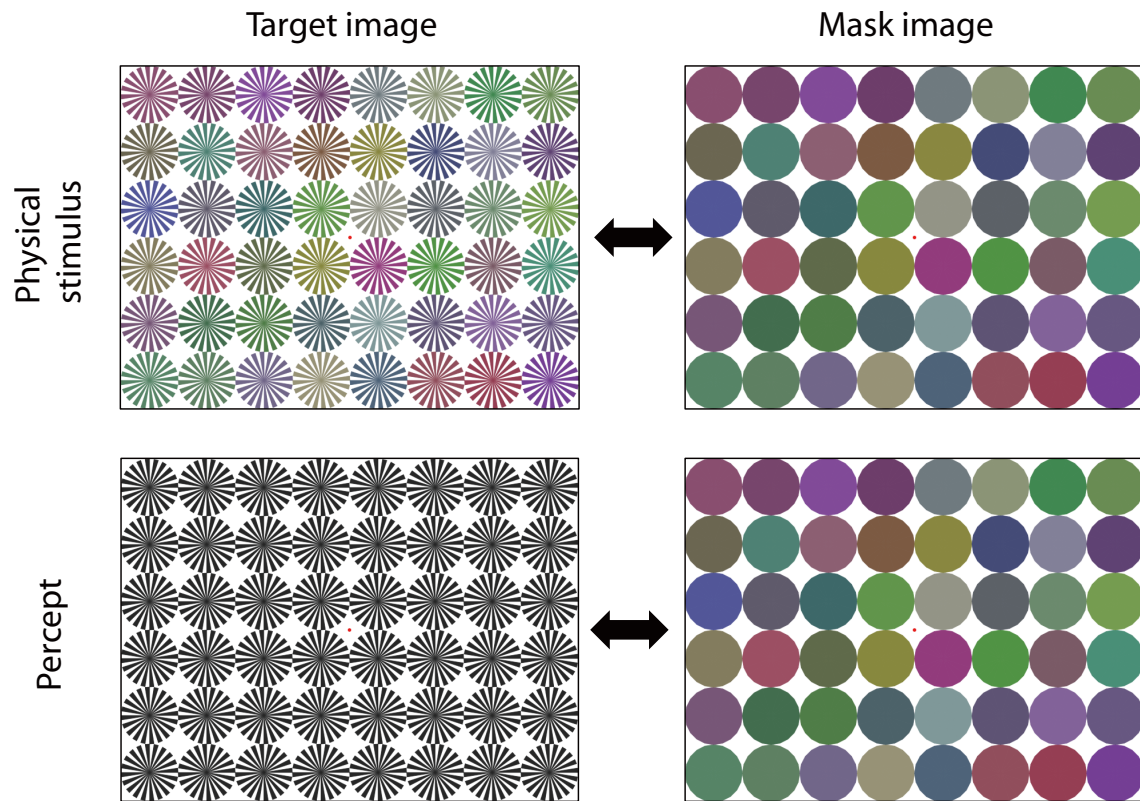 Target image
Mask image
Physical
stimulus
Percept